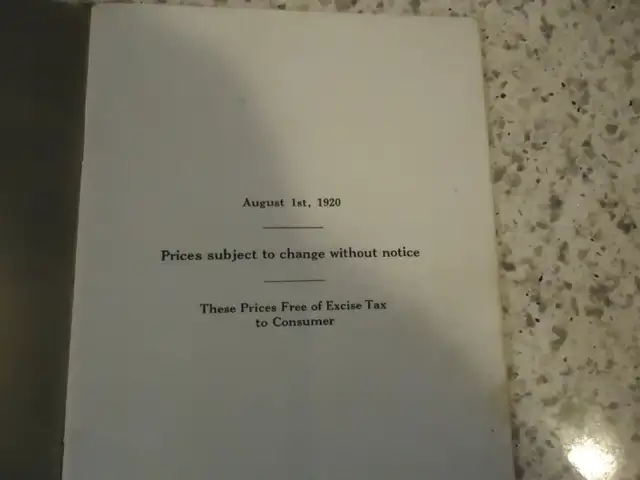 August 1st, 1920
Prices subject to change without notice
These Prices Free of Excise Tax
to Consumer